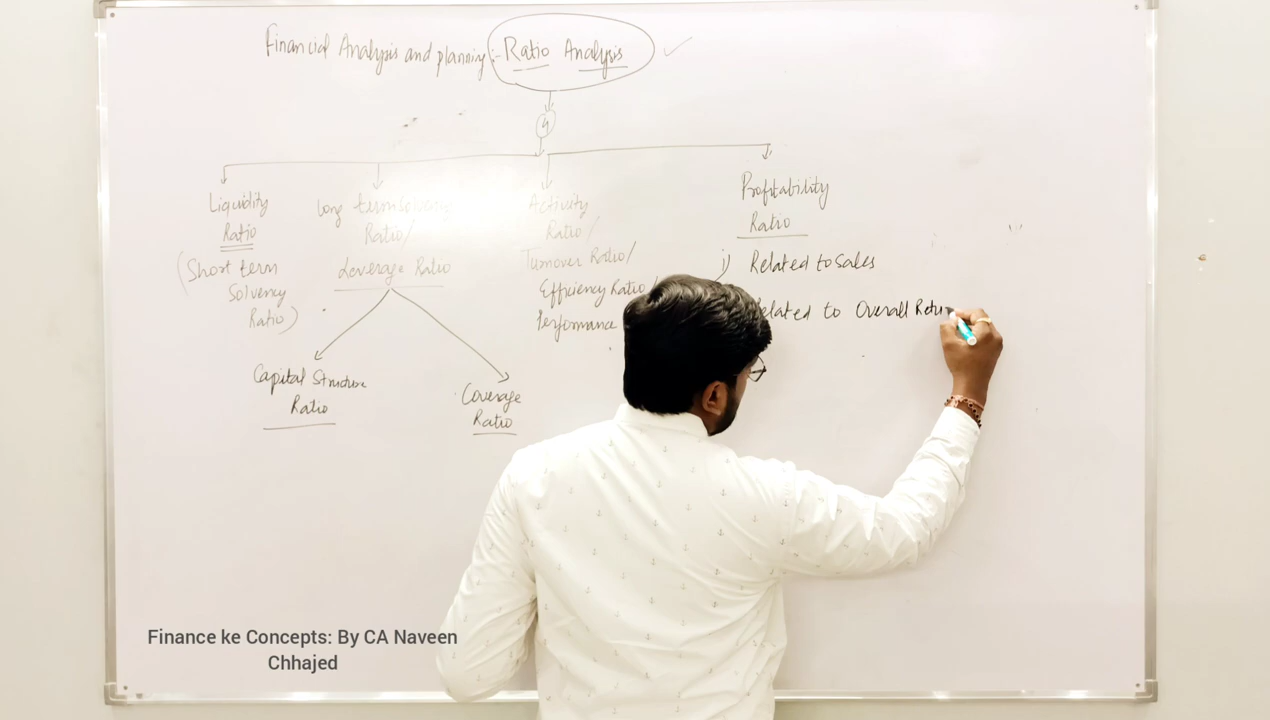 Financial Analysis and planning :- Ratio Analysis
4
Liquidity
Ratio
(Short term
Solvency
Ratio)
Long term Solvency
Ratio/
Leverage Ratio
Capital Structure
Ratio
Coverage
Ratio
Activity
Ratio/
Turnover Ratio/
Efficiency Ratio/
Performance
Profitability
Ratio
i) Related to Sales
elated to Overall Retu
Finance ke Concepts: By CA Naveen
Chhajed